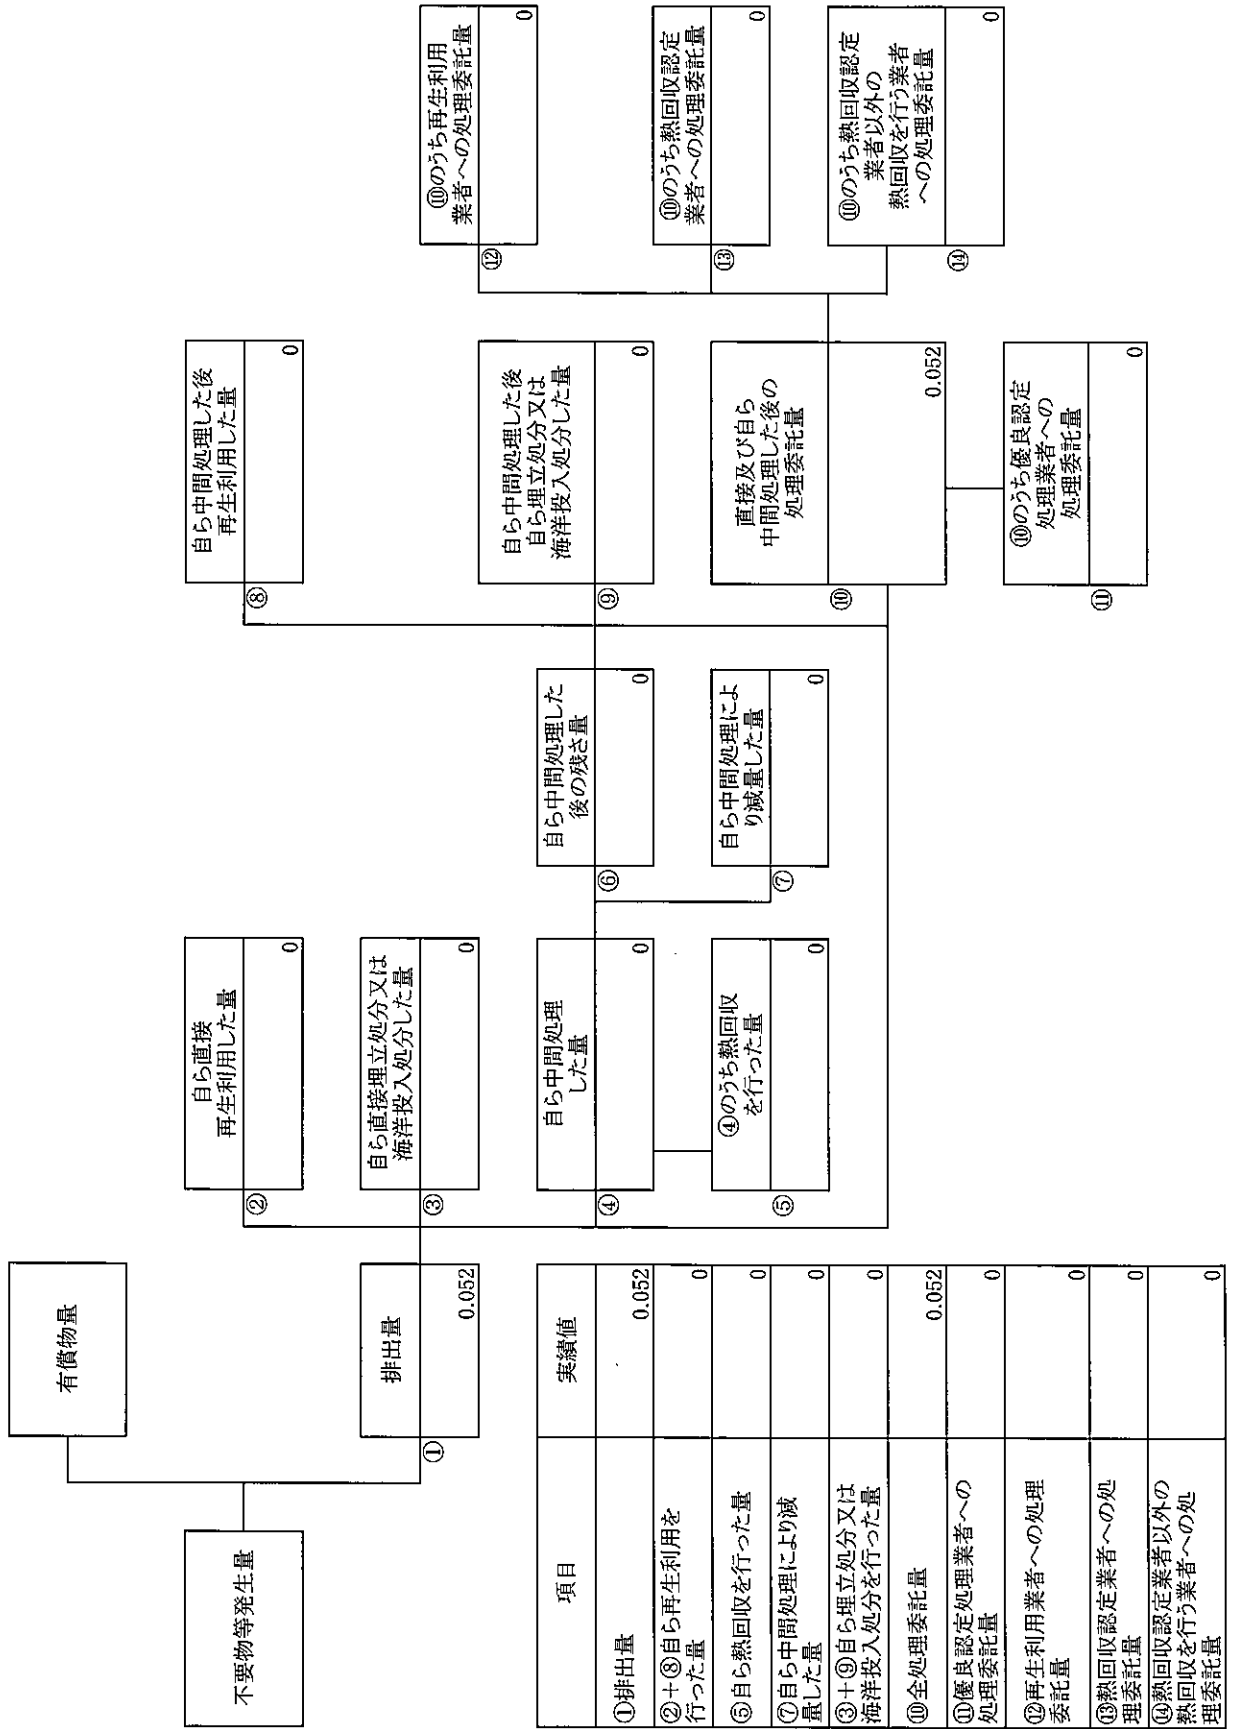 有償物量
不要物等発生量
排出量
①
0.052
自ら直接
再生利用した量
②
0
自ら直接埋立処分又は
海洋投入処分した量
③
0
自ら中間処理
した量
④
0
④のうち熱回収
を行った量
⑤
0
自ら中間処理した
後の残さ量
⑥
0
自ら中間処理によ
り減量した量
⑦
0
自ら中間処理した後
再生利用した量
⑧
0
自ら中間処理した後
自ら埋立処分又は
海洋投入処分した量
⑨
0
直接及び自ら
中間処理した後の
処理委託量
⑩
0.052
⑩のうち優良認定
処理業者への
処理委託量
⑪
0
⑩のうち再生利用
業者への処理委託量
⑫
0
⑩のうち熱回収認定
業者への処理委託量
⑬
0
⑩のうち熱回収認定
業者以外の
熱回収を行う業者
への処理委託量
⑭
0
項目 実績値
①排出量 0.052
②+⑧自ら再生利用を
行った量 0
⑤自ら熱回収を行った量 0
⑦自ら中間処理により減
量した量 0
③+⑨自ら埋立処分又は
海洋投入処分を行った量 0
⑩全処理委託量 0.052
⑪優良認定処理業者への
処理委託量 0
⑫再生利用業者への処理
委託量 0
⑬熱回収認定業者への処
理委託量 0
⑭熱回収認定業者以外の
熱回収を行う業者への処
理委託量 0